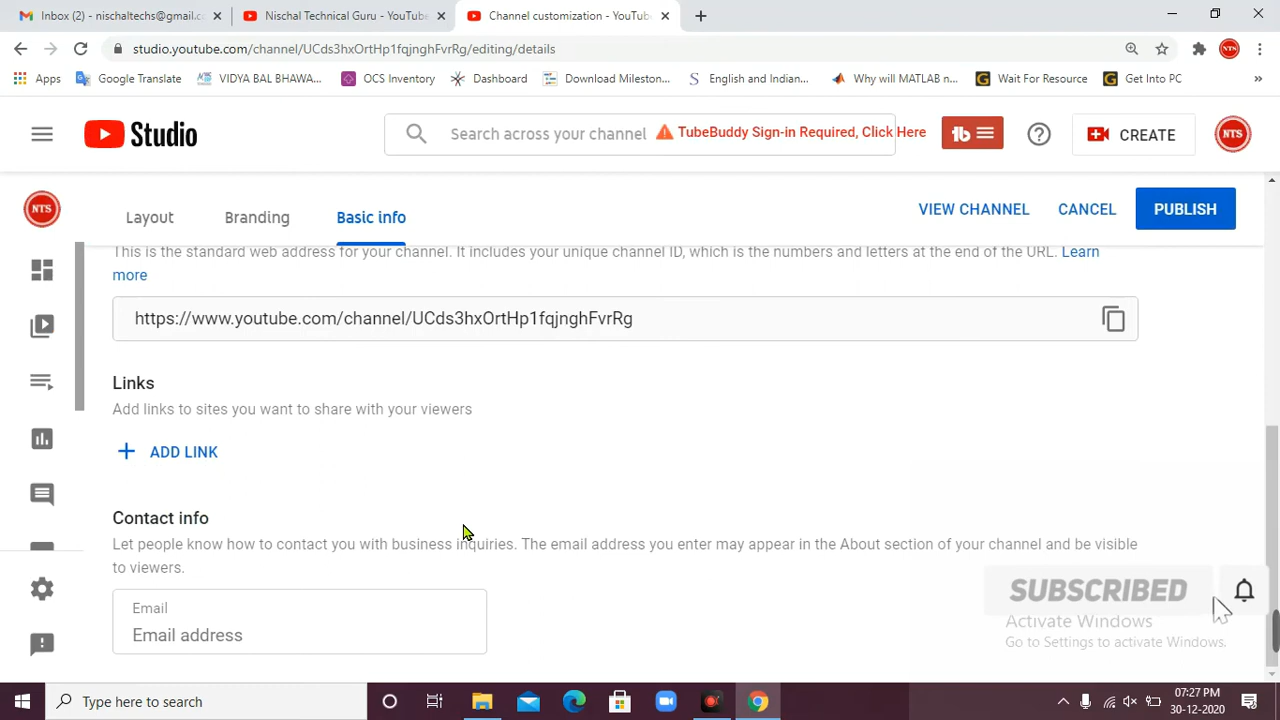 Inbox (2) - nischaltechs@gmail.co
Nischal Technical Guru - YouTube
Channel customization - YouTube
studio.youtube.com/channel/UCds3hxOrtHp1fqjnghFvrRg/editing/details
Apps
Google Translate
VIDYA BAL BHAWA...
OCS Inventory
Dashboard
Download Mileston...
English and Indian...
Why will MATLAB n...
Wait For Resource
Get Into PC
»
Studio
Search across your channel
TubeBuddy Sign-in Required, Click Here
tb
CREATE
NTS
NTS
Layout
Branding
Basic info
VIEW CHANNEL
CANCEL
PUBLISH
This is the standard web address for your channel. It includes your unique channel ID, which is the numbers and letters at the end of the URL. Learn
more
https://www.youtube.com/channel/UCds3hxOrtHp1fqjnghFvrRg
Links
Add links to sites you want to share with your viewers
+ ADD LINK
Contact info
Let people know how to contact you with business inquiries. The email address you enter may appear in the About section of your channel and be visible
to viewers.
Email
Email address
SUBSCRIBED
Activate Windows
Go to Settings to activate Windows.
Type here to search
07:27 PM
30-12-2020